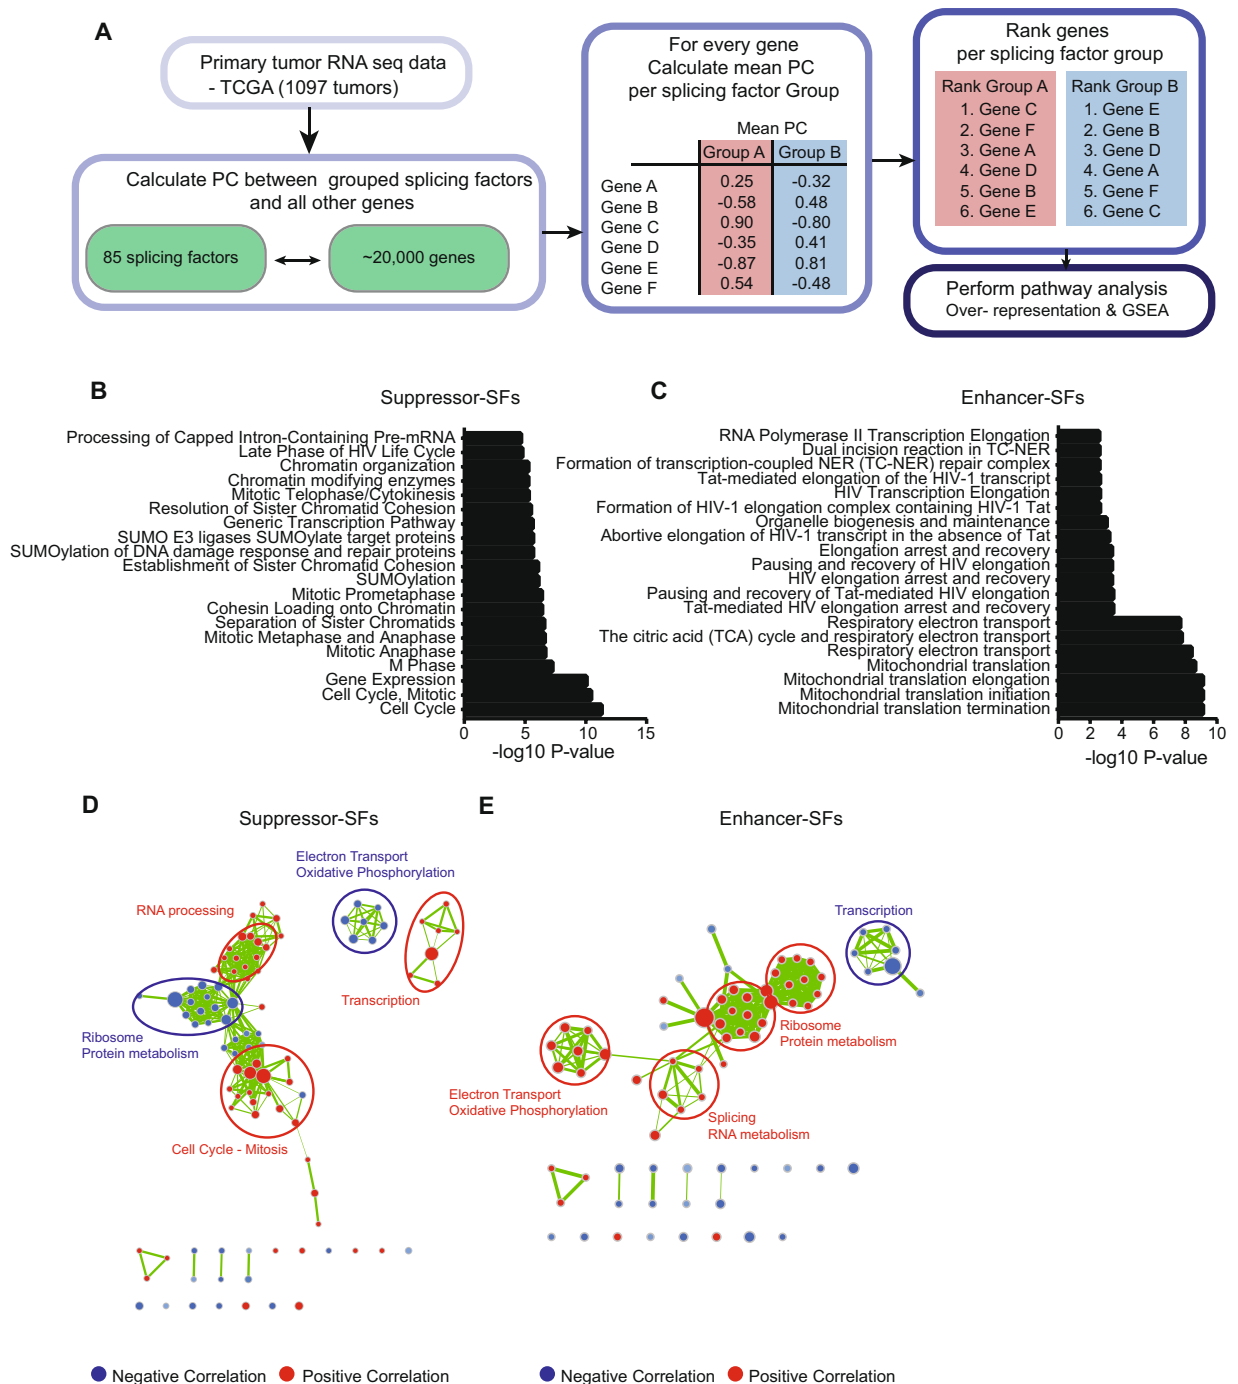 A
Primary tumor RNA seq data
- TCGA (1097 tumors)
Calculate PC between grouped splicing factors
and all other genes
85 splicing factors
~20,000 genes
For every gene
Calculate mean PC
per splicing factor Group
Mean PC
Group A Group B
Gene A 0.25 -0.32
Gene B -0.58 0.48
Gene C 0.90 -0.80
Gene D -0.35 0.41
Gene E -0.87 0.81
Gene F 0.54 -0.48
Rank genes
per splicing factor group
Rank Group A
1. Gene C
2. Gene F
3. Gene A
4. Gene D
5. Gene B
6. Gene E
Rank Group B
1. Gene E
2. Gene B
3. Gene D
4. Gene A
5. Gene F
6. Gene C
Perform pathway analysis
Over- representation & GSEA
B
Suppressor-SFs
Processing of Capped Intron-Containing Pre-mRNA
Late Phase of HIV Life Cycle
Chromatin organization
Chromatin modifying enzymes
Mitotic Telophase/Cytokinesis
Resolution of Sister Chromatid Cohesion
Generic Transcription Pathway
SUMO E3 ligases SUMOylate target proteins
SUMOylation of DNA damage response and repair proteins
Establishment of Sister Chromatid Cohesion
SUMOylation
Mitotic Prometaphase
Cohesin Loading onto Chromatin
Separation of Sister Chromatids
Mitotic Metaphase and Anaphase
Mitotic Anaphase
M Phase
Gene Expression
Cell Cycle, Mitotic
Cell Cycle
0 5 10 15
-log10 P-value
C
Enhancer-SFs
RNA Polymerase II Transcription Elongation
Dual incision reaction in TC-NER
Formation of transcription-coupled NER (TC-NER) repair complex
Tat-mediated elongation of the HIV-1 transcript
HIV Transcription Elongation
Formation of HIV-1 elongation complex containing HIV-1 Tat
Organelle biogenesis and maintenance
Abortive elongation of HIV-1 transcript in the absence of Tat
Elongation arrest and recovery
Pausing and recovery of HIV elongation
HIV elongation arrest and recovery
Pausing and recovery of Tat-mediated HIV elongation
Tat-mediated HIV elongation arrest and recovery
Respiratory electron transport
The citric acid (TCA) cycle and respiratory electron transport
Respiratory electron transport
Mitochondrial translation
Mitochondrial translation elongation
Mitochondrial translation initiation
Mitochondrial translation termination
0 2 4 6 8 10
-log10 P-value
D
Suppressor-SFs
Electron Transport
Oxidative Phosphorylation
RNA processing
Transcription
Ribosome
Protein metabolism
Cell Cycle - Mitosis
Negative Correlation Positive Correlation
E
Enhancer-SFs
Transcription
Ribosome
Protein metabolism
Electron Transport
Oxidative Phosphorylation
Splicing
RNA metabolism
Negative Correlation Positive Correlation